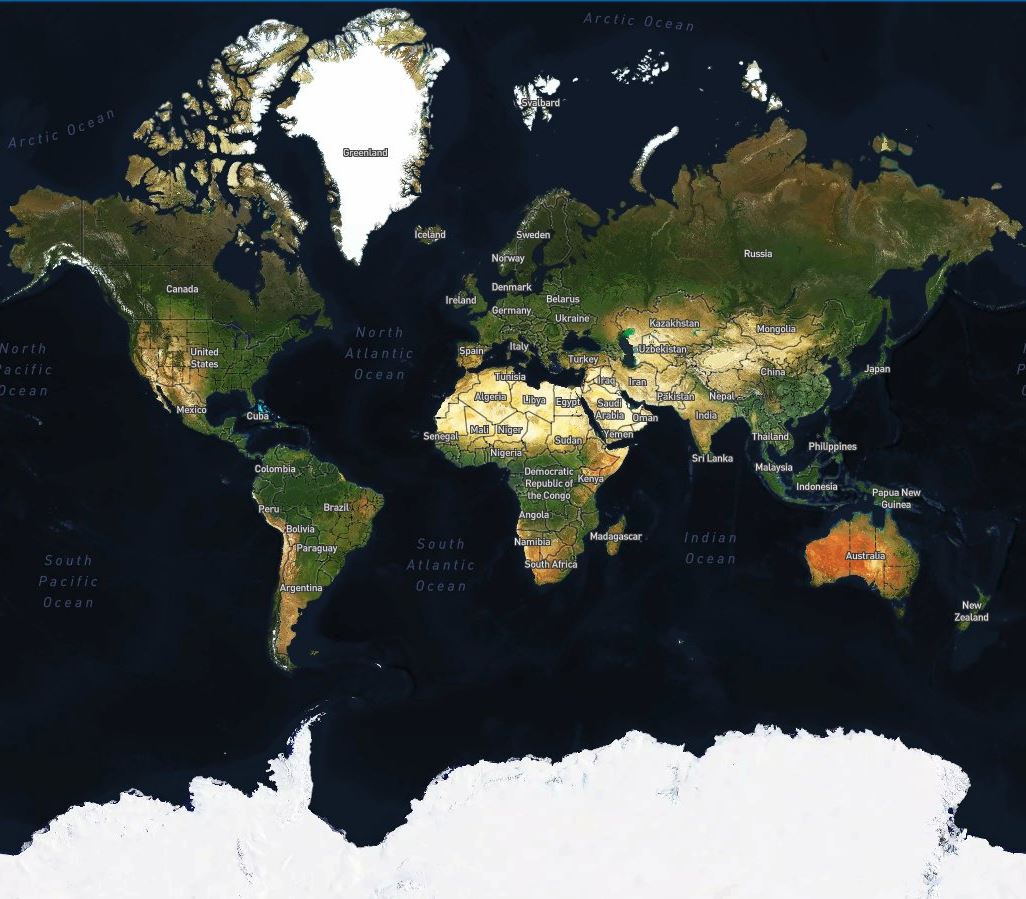 Arctic Ocean
Svalbard
Arctic Ocean
Greenland
Iceland
Sweden
Norway
Russia
Canada
Denmark
Ireland
Belarus
Germany
Ukraine
Kazakhstan
Mongolia
North
Atlantic
Ocean
North
Pacific
Ocean
United
States
Spain
Italy
Turkey
Uzbekistan
China
Japan
Tunisia
Iraq
Iran
Algeria
Libya
Egypt
Saudi
Arabia
Pakistan
Nepal
Mexico
Cuba
Oman
India
Senegal
Mali
Niger
Sudan
Yemen
Thailand
Philippines
Nigeria
Sri Lanka
Malaysia
Colombia
Democratic
Republic of
the Congo
Kenya
Indonesia
Papua New
Guinea
Peru
Brazil
Angola
Bolivia
Paraguay
Namibia
Madagascar
South Africa
Indian
Ocean
Australia
South
Pacific
Ocean
South
Atlantic
Ocean
Argentina
New
Zealand